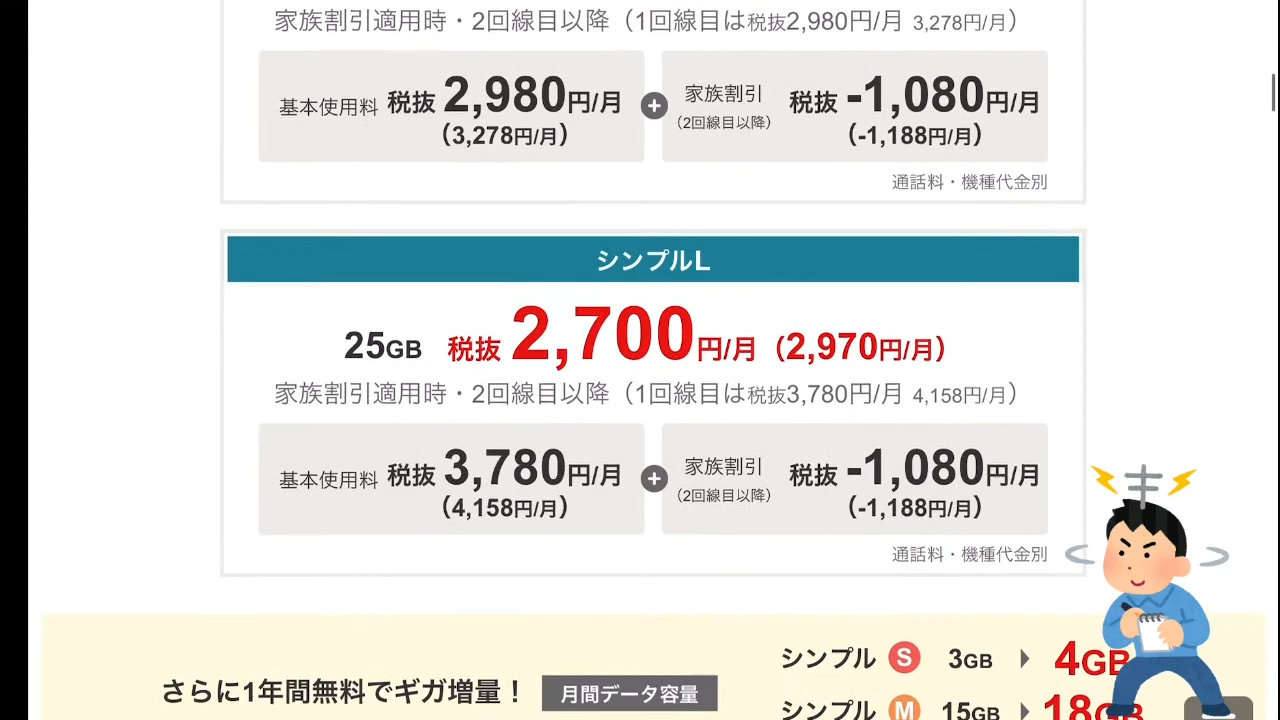 家族割引適用時・2回線目以降（1回線目は税抜2,980円/月 3,278円/月）
基本使用料 税抜 2,980円/月
（3,278円/月）
+
家族割引
（2回線目以降）
税抜 -1,080円/月
（-1,188円/月）
通話料・機種代金別
シンプルL
25GB 税抜 2,700円/月（2,970円/月）
家族割引適用時・2回線目以降（1回線目は税抜3,780円/月 4,158円/月）
基本使用料 税抜 3,780円/月
（4,158円/月）
+
家族割引
（2回線目以降）
税抜 -1,080円/月
（-1,188円/月）
通話料・機種代金別
さらに1年間無料でギガ増量！ 月間データ容量
シンプル S 3GB 4GB
シンプル M 15GB 18GB